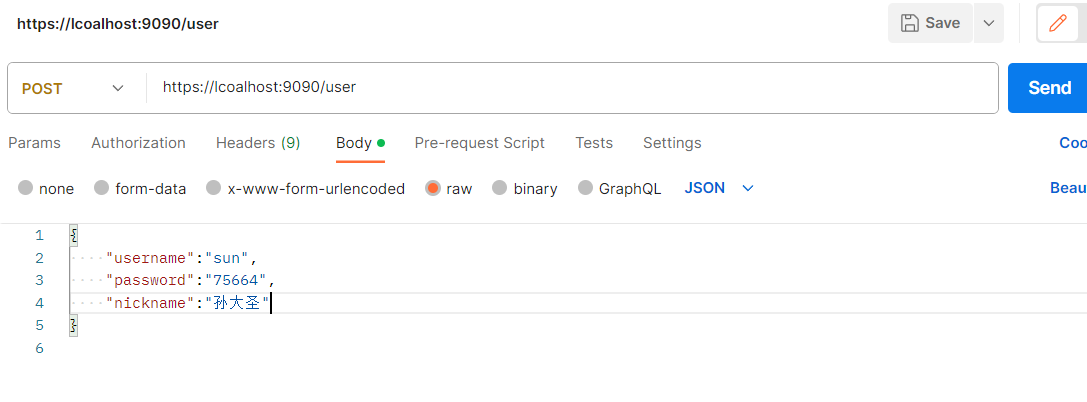 https://lcoalhost:9090/user
Save
POST
https://lcoalhost:9090/user
Send
Params Authorization Headers (9) Body Pre-request Script Tests Settings Coo
none form-data x-www-form-urlencoded raw binary GraphQL JSON Beau
1 {
2 "username":"sun",
3 "password":"75664",
4 "nickname":"孙大圣"
5 }
6